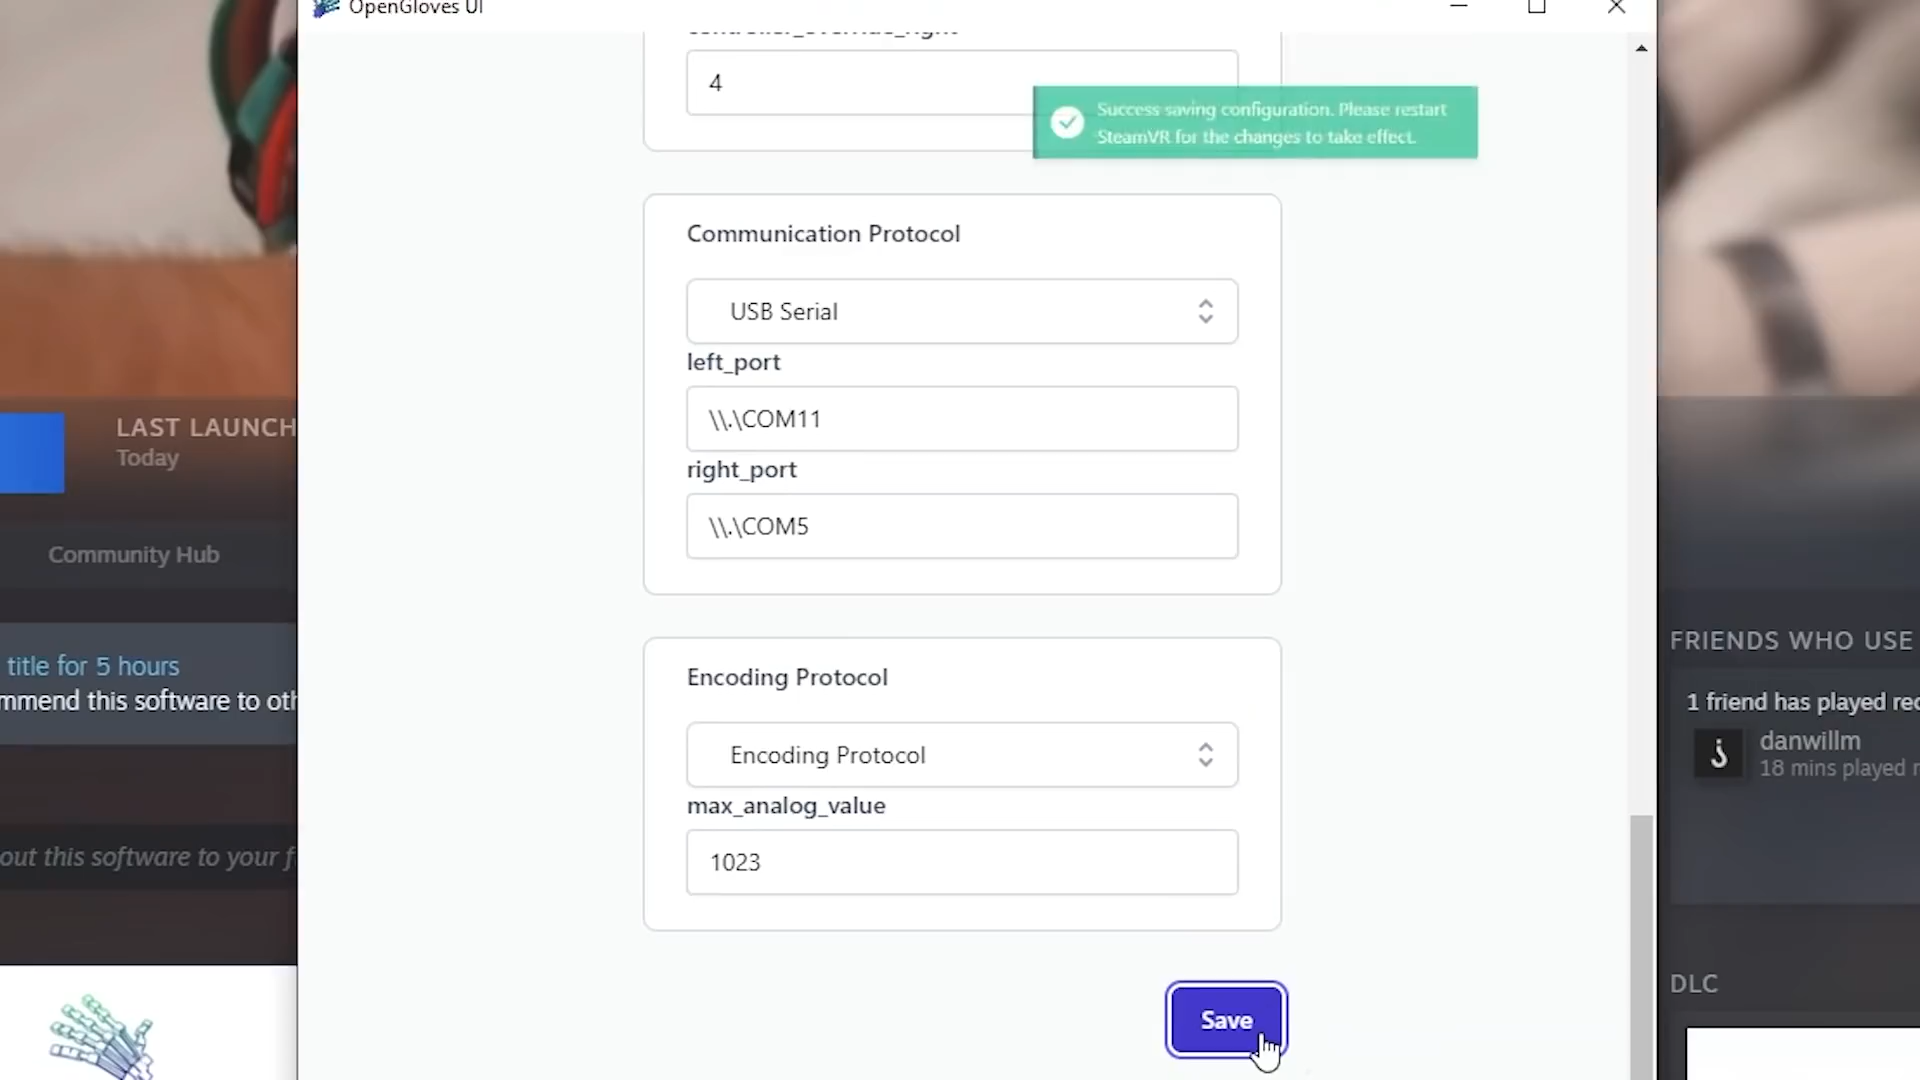 OpenGloves UI
controller_override_right
4
Success saving configuration. Please restart
SteamVR for the changes to take effect.
Communication Protocol
USB Serial
left_port
\\.\COM11
right_port
\\.\COM5
Encoding Protocol
Encoding Protocol
max_analog_value
1023
Save
LAST LAUNCH
Today
Community Hub
title for 5 hours
mmend this software to oth
out this software to your f
FRIENDS WHO USE
1 friend has played rec
danwillm
18 mins played r
DLC